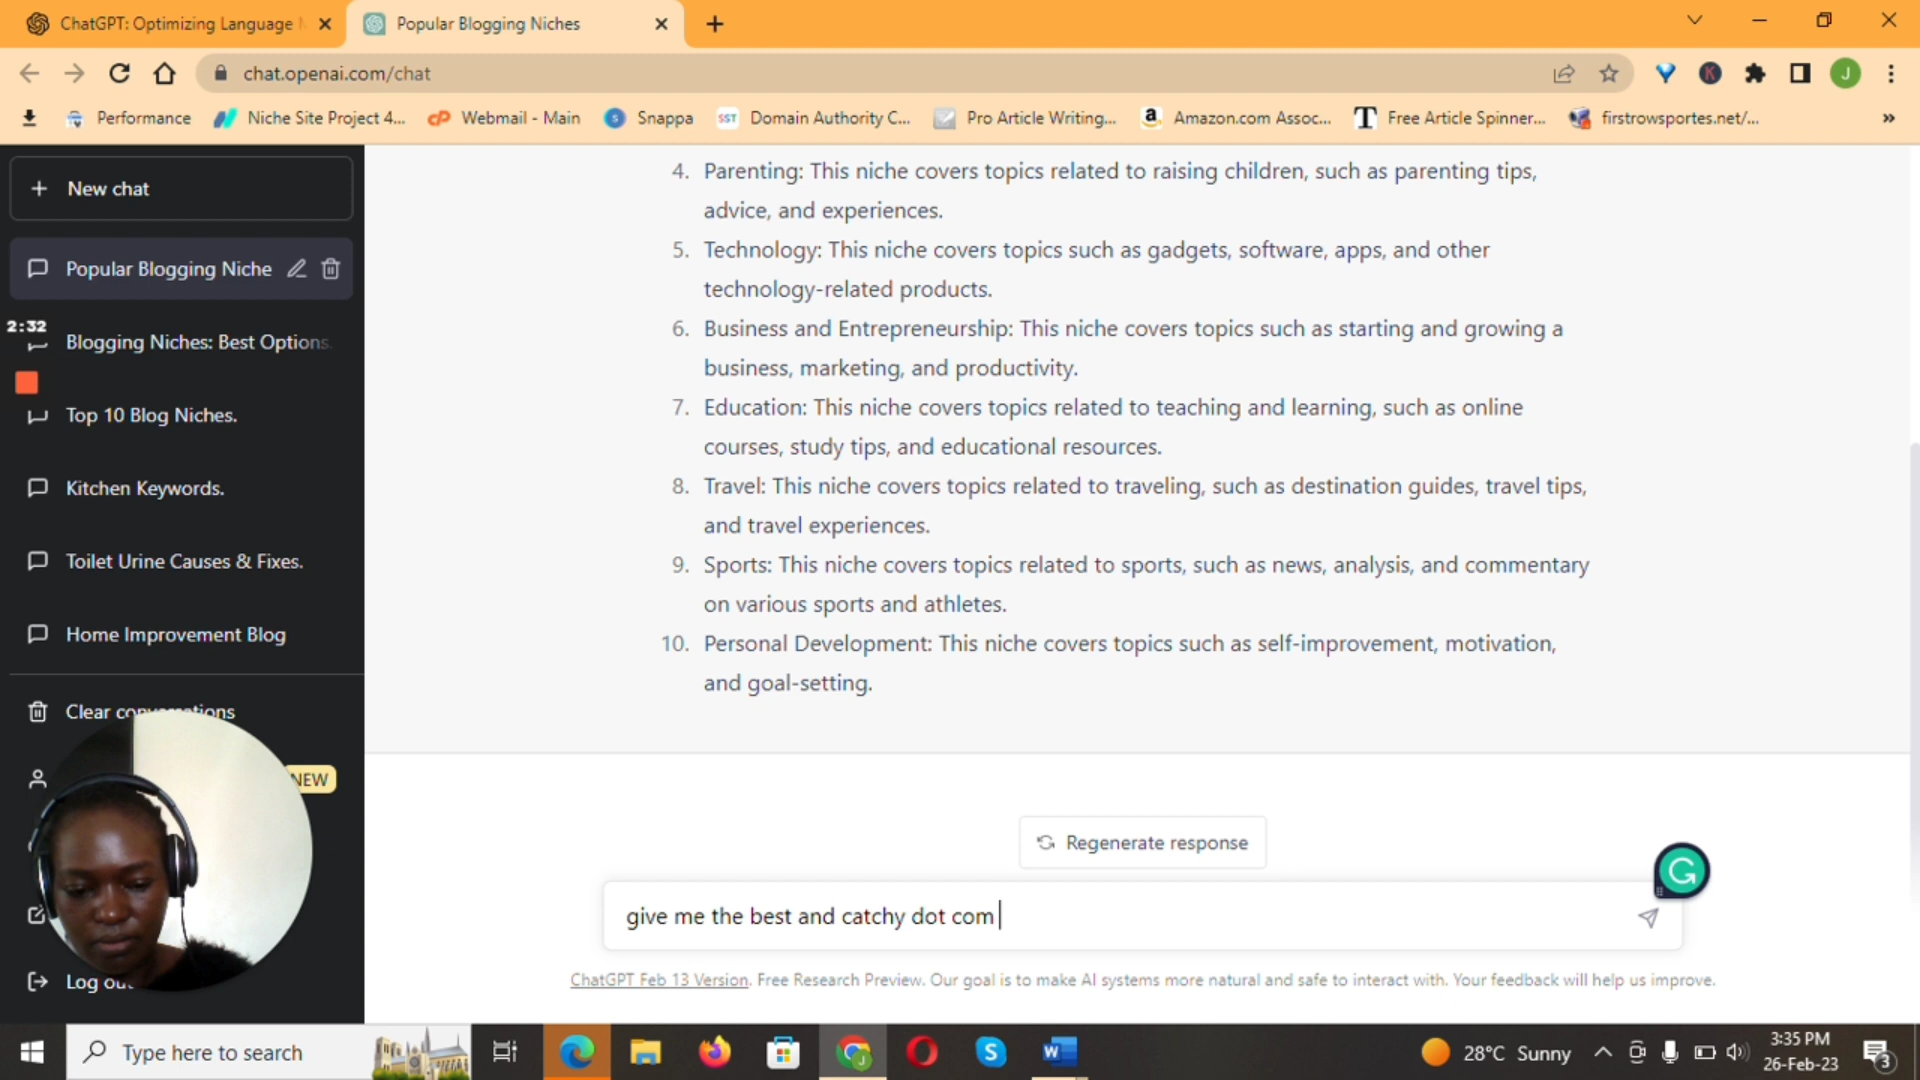 ChatGPT: Optimizing Language
Popular Blogging Niches
chat.openai.com/chat
K
J
Performance
Niche Site Project 4...
cP
Webmail - Main
S
Snappa
SST
Domain Authority C...
Pro Article Writing...
a
Amazon.com Assoc...
T
Free Article Spinner...
firstrowsportes.net/...
»
New chat
Popular Blogging Niche
2:32
Blogging Niches: Best Options.
Top 10 Blog Niches.
Kitchen Keywords.
Toilet Urine Causes & Fixes.
Home Improvement Blog
Clear conversations
NEW
Log out
4. Parenting: This niche covers topics related to raising children, such as parenting tips,
advice, and experiences.
5. Technology: This niche covers topics such as gadgets, software, apps, and other
technology-related products.
6. Business and Entrepreneurship: This niche covers topics such as starting and growing a
business, marketing, and productivity.
7. Education: This niche covers topics related to teaching and learning, such as online
courses, study tips, and educational resources.
8. Travel: This niche covers topics related to traveling, such as destination guides, travel tips,
and travel experiences.
9. Sports: This niche covers topics related to sports, such as news, analysis, and commentary
on various sports and athletes.
10. Personal Development: This niche covers topics such as self-improvement, motivation,
and goal-setting.
Regenerate response
G
give me the best and catchy dot com
ChatGPT Feb 13 Version. Free Research Preview. Our goal is to make AI systems more natural and safe to interact with. Your feedback will help us improve.
Type here to search
28°C Sunny
3:35 PM
26-Feb-23
3